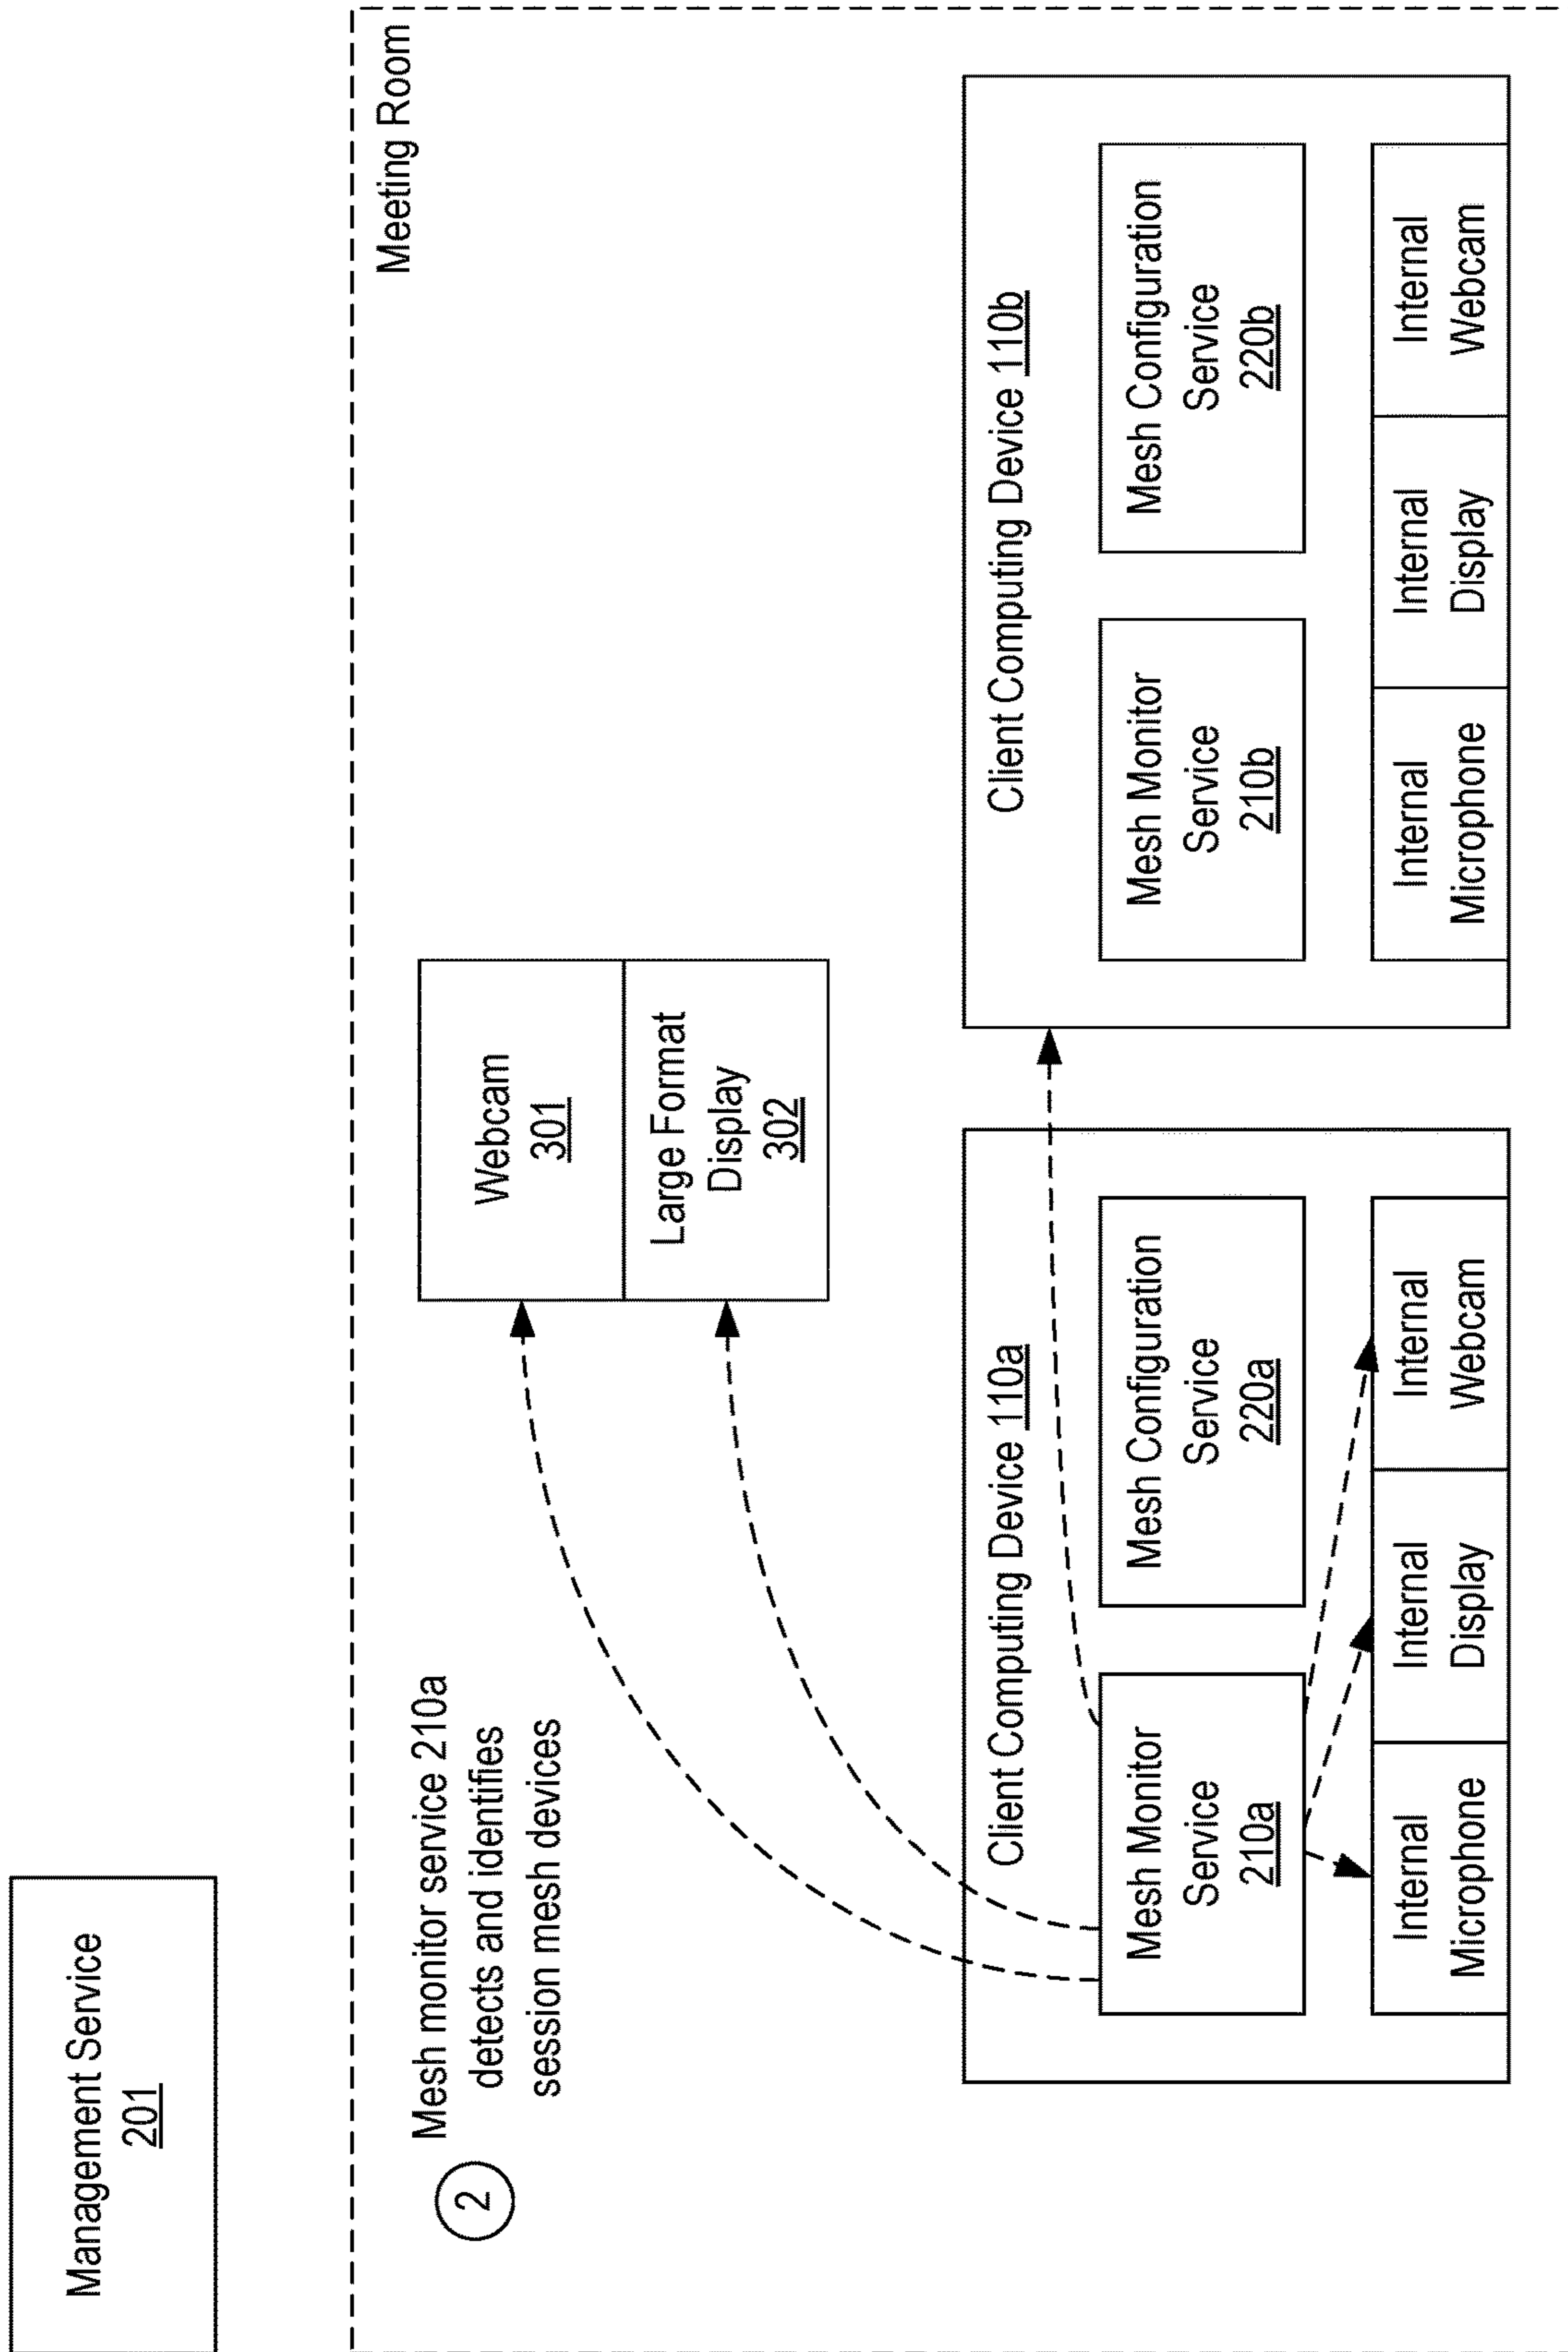 Management Service
201
Meeting Room
2
Mesh monitor service 210a
detects and identifies
session mesh devices
Webcam
301
Large Format
Display
302
Client Computing Device 110a
Mesh Monitor
Service
210a
Mesh Configuration
Service
220a
Internal
Microphone
Internal
Display
Internal
Webcam
Client Computing Device 110b
Mesh Monitor
Service
210b
Mesh Configuration
Service
220b
Internal
Microphone
Internal
Display
Internal
Webcam